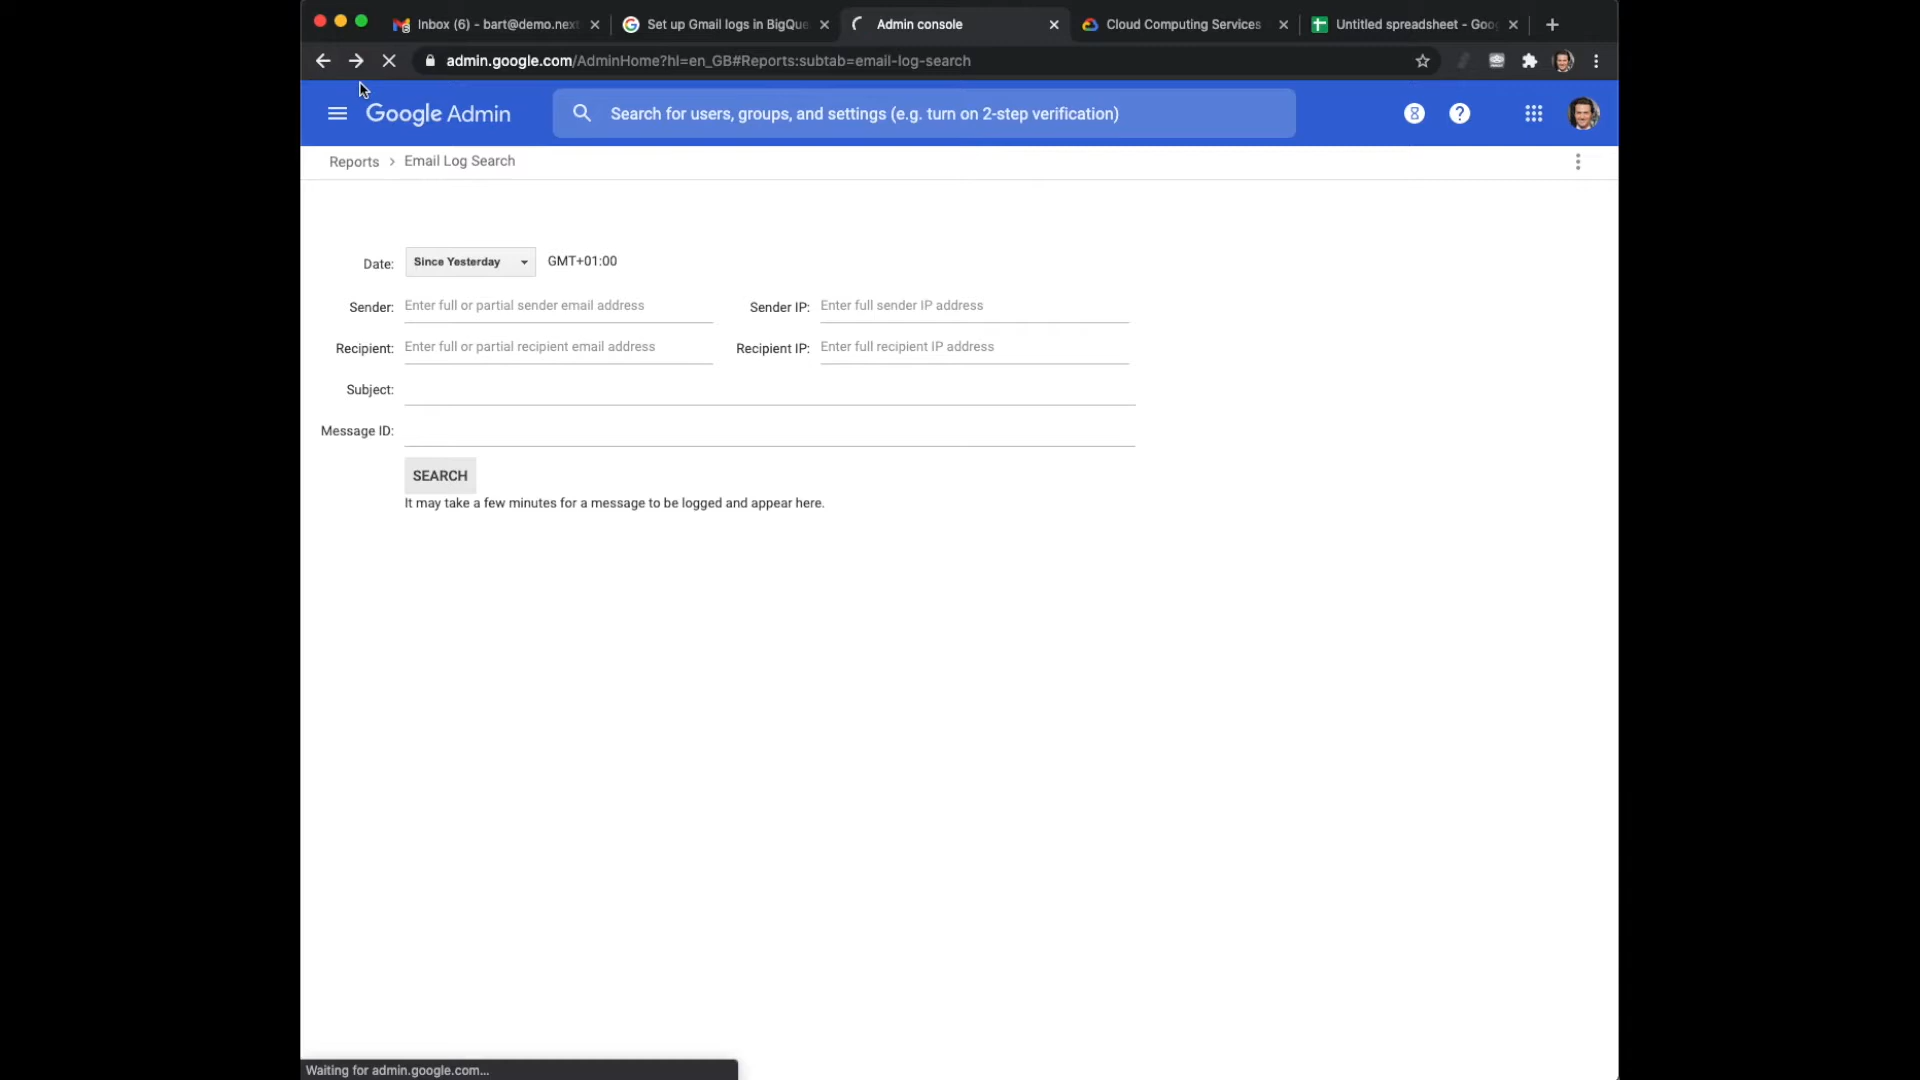 Inbox (6) - bart@demo.next
Set up Gmail logs in BigQue
Admin console
Cloud Computing Services
Untitled spreadsheet - Goog
admin.google.com/AdminHome?hl=en_GB#Reports:subtab=email-log-search
Google Admin
Search for users, groups, and settings (e.g. turn on 2-step verification)
Reports > Email Log Search
Date: Since Yesterday GMT+01:00
Sender: Enter full or partial sender email address Sender IP: Enter full sender IP address
Recipient: Enter full or partial recipient email address Recipient IP: Enter full recipient IP address
Subject:
Message ID:
SEARCH
It may take a few minutes for a message to be logged and appear here.
Waiting for admin.google.com...